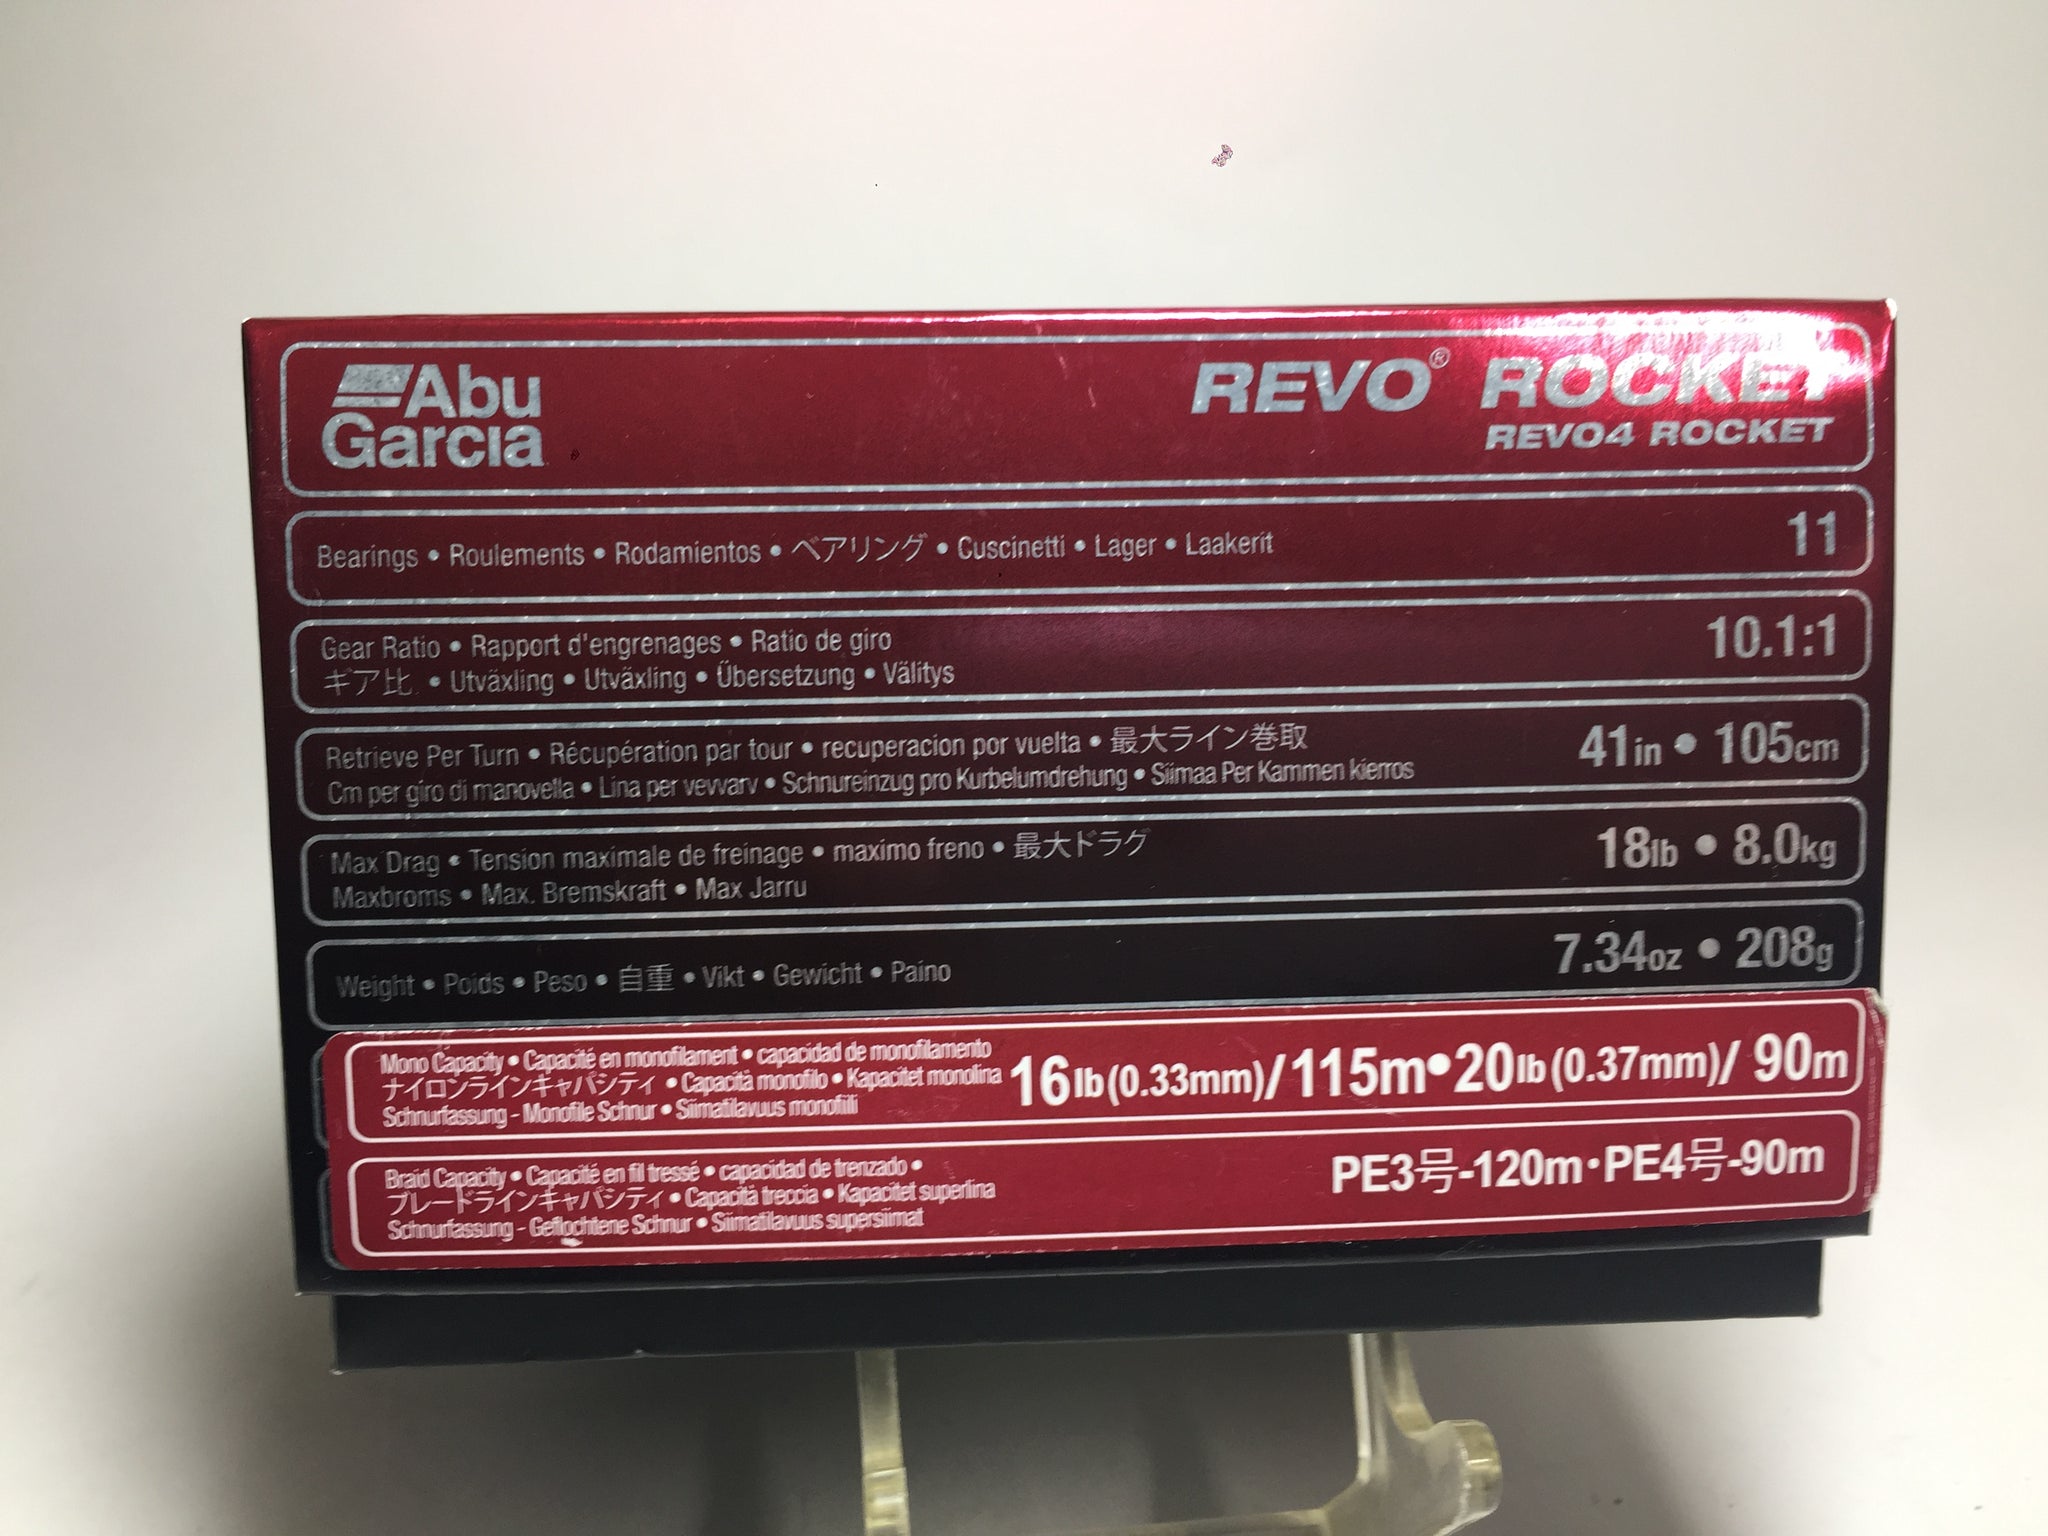 Abu
Garcia
REVO® ROCKET
REVO4 ROCKET
Bearings • Roulements • Rodamientos • ベアリング • Cuscinetti • Lager • Laakerit 11
Gear Ratio • Rapport d'engrenages • Ratio de giro
ギア比 • Utväxling • Utväxling • Übersetzung • Välitys
10.1:1
Retrieve Per Turn • Récupération par tour • recuperacion por vuelta • 最大ライン巻取
Cm per giro di manovella • Lina per vevvarv • Schnureinzug pro Kurbelumdrehung • Siimaa Per Kammen kierros
41in • 105cm
Max Drag • Tension maximale de freinage • maximo freno • 最大ドラグ
Maxbroms • Max. Bremskraft • Max Jarru
18lb • 8.0kg
Weight • Poids • Peso • 自重 • Vikt • Gewicht • Paino 7.34oz • 208g
Mono Capacity • Capacité en monofilament • capacidad de monofilamento
ナイロンラインキャパシティ • Capacità monofilo • Kapacitet monolina
Schnurfassung - Monofile Schnur • Siimatilavuus monofiili
16lb(0.33mm)/115m•20lb(0.37mm)/ 90m
Braid Capacity • Capacité en fil tressé • capacidad de trenzado •
ブレードラインキャパシティ • Capacità treccia • Kapacitet superlina
Schnurfassung - Geflochtene Schnur • Siimatilavuus supersiimat
PE3号-120m・PE4号-90m